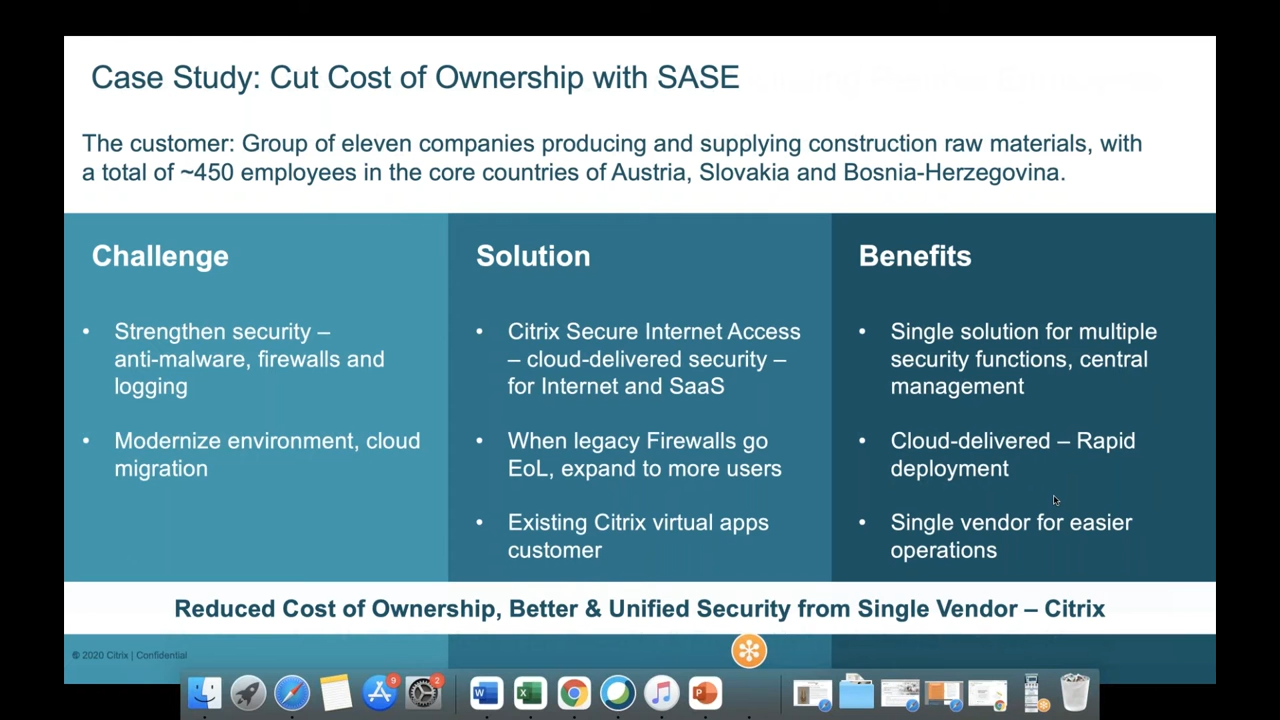 Case Study: Cut Cost of Ownership with SASE
The customer: Group of eleven companies producing and supplying construction raw materials, with
a total of ~450 employees in the core countries of Austria, Slovakia and Bosnia-Herzegovina.
Challenge
• Strengthen security –
anti-malware, firewalls and
logging
• Modernize environment, cloud
migration
Solution
• Citrix Secure Internet Access
– cloud-delivered security –
for Internet and SaaS
• When legacy Firewalls go
EoL, expand to more users
• Existing Citrix virtual apps
customer
Benefits
• Single solution for multiple
security functions, central
management
• Cloud-delivered – Rapid
deployment
• Single vendor for easier
operations
Reduced Cost of Ownership, Better & Unified Security from Single Vendor – Citrix
© 2020 Citrix | Confidential
9
2
W
X
P